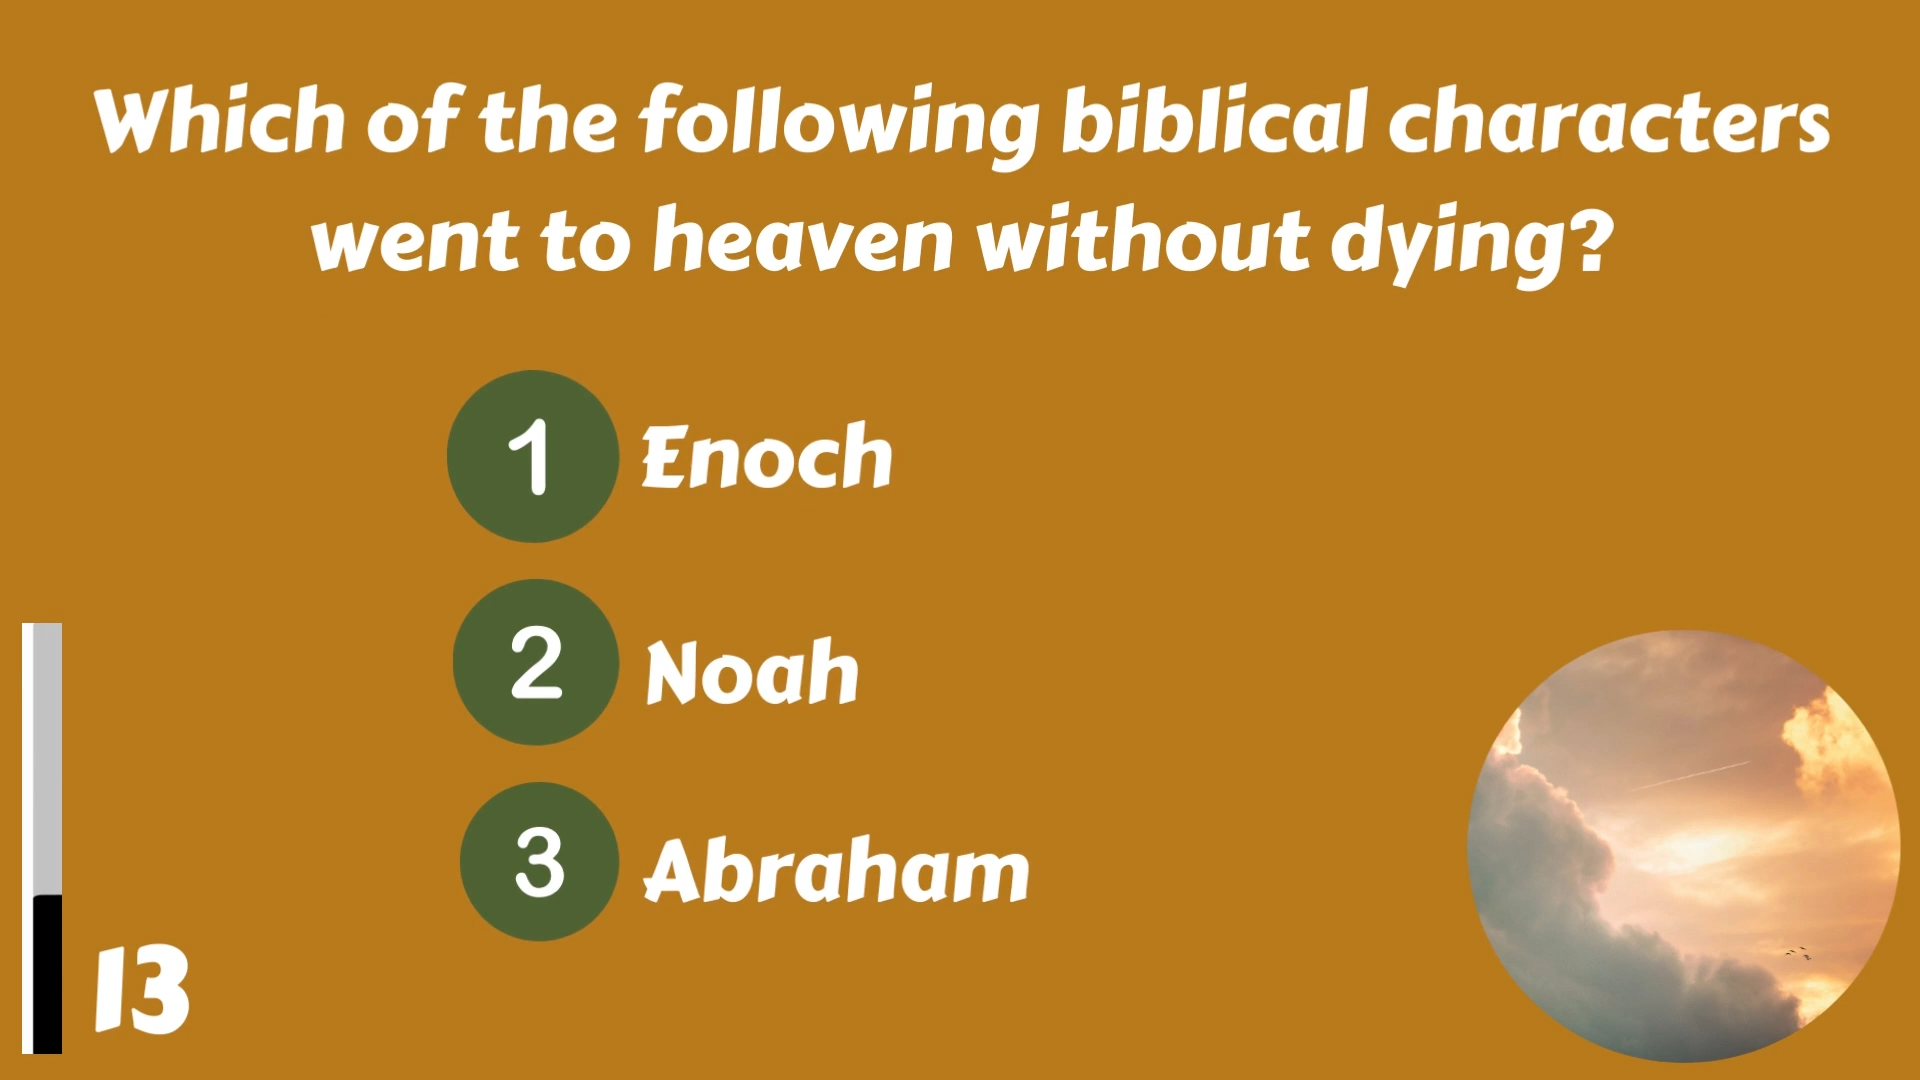 Which of the following biblical characters
went to heaven without dying?
1 Enoch
2 Noah
3 Abraham
13